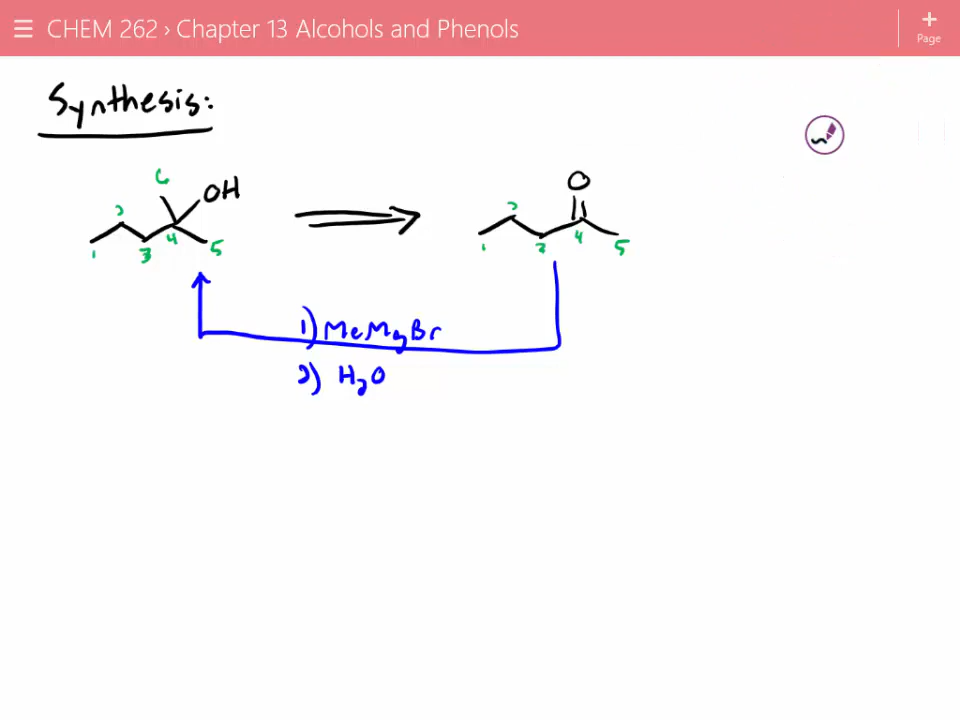 CHEM 262 › Chapter 13 Alcohols and Phenols
Page
Synthesis:
6
OH
2
1
3
4
5
O
2
1
3
4
5
1) MeMgBr
2) H2O